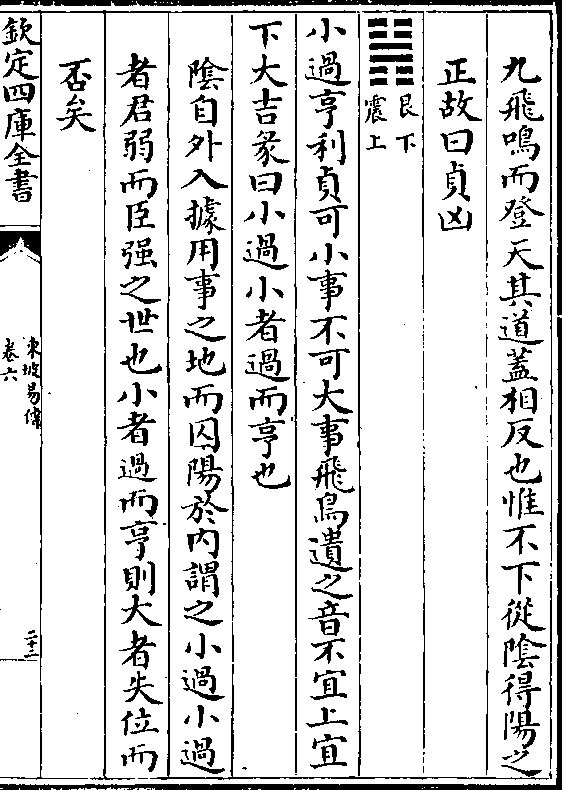 九飛鳴而登天其道蓋相反也惟不下從陰得陽之
正故曰貞凶
艮下
震上
小過亨利貞可小事不可大事飛鳥遺之音不宜上宜
下大吉彖曰小過小者過而亨也
陰自外入據用事之地而囚陽於内謂之小過小過
者君弱而臣强之世也小者過而亨則大者失位而
否矣
欽定四庫全書
東坡易傳
卷六
二十三